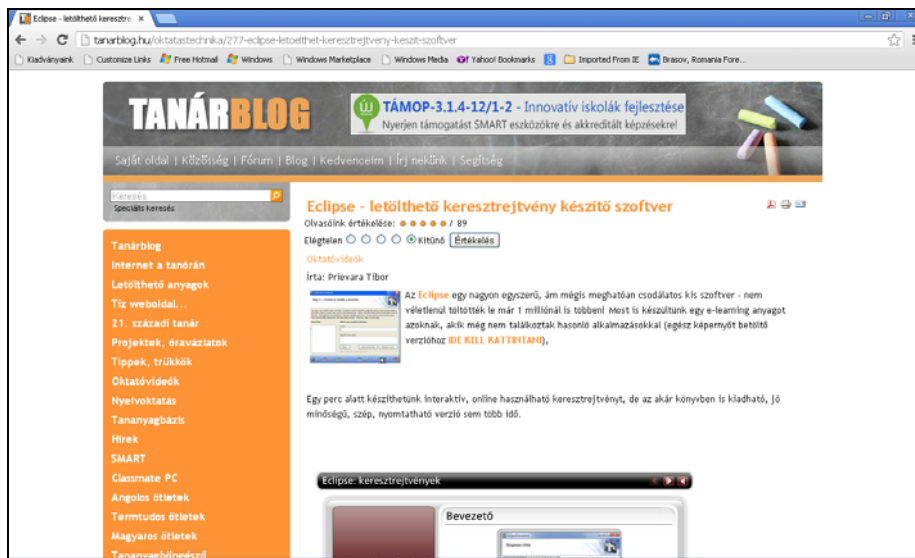 Eclipse - letölthető keresztre
tanarblog.hu/oktatastechnika/277-eclipse-letoelthet-keresztrejtveny-keszit-szoftver
Kiadványaink Customize Links Free Hotmail Windows Windows Marketplace Windows Media Yahoo! Bookmarks Imported From IE Brasov, Romania Fore...
TANÁRBLOG
ÚJ TÁMOP-3.1.4-12/1-2 - Innovatív iskolák fejlesztése
Nyerjen támogatást SMART eszközökre és akkreditált képzésekre!
Saját oldal | Közösség | Fórum | Blog | Kedvenceim | Írj nekünk | Segítség
Keresés
Speciális keresés
Tanárblog
Internet a tanórán
Letölthető anyagok
Tíz weboldal...
21. századi tanár
Projektek, óravázlatok
Tippek, trükkök
Oktatóvideók
Nyelvoktatás
Tananyagbázis
Hírek
SMART
Classmate PC
Angolos ötletek
Termtudos ötletek
Magyaros ötletek
Tananyagböngésző
Eclipse - letölthető keresztrejtvény készítő szoftver
Olvasóink értékelése: / 89
Elégtelen Kitűnő Értékelés
Oktatóvideók
Írta: Prievara Tibor
Az Eclipse egy nagyon egyszerű, ám mégis meghatóan csodálatos kis szoftver - nem
véletlenül töltötték le már 1 milliónál is többen! Most is készültünk egy e-learning anyagot
azoknak, akik még nem találkoztak hasonló alkalmazásokkal (egész képernyőt betöltő
verzióhoz IDE KELL KATTINTANI),
Egy perc alatt készíthetünk interaktív, online használható keresztrejtvényt, de az akár könyvben is kiadható, jó
minőségű, szép, nyomtatható verzió sem több idő.
Eclipse: keresztrejtvények
Bevezető